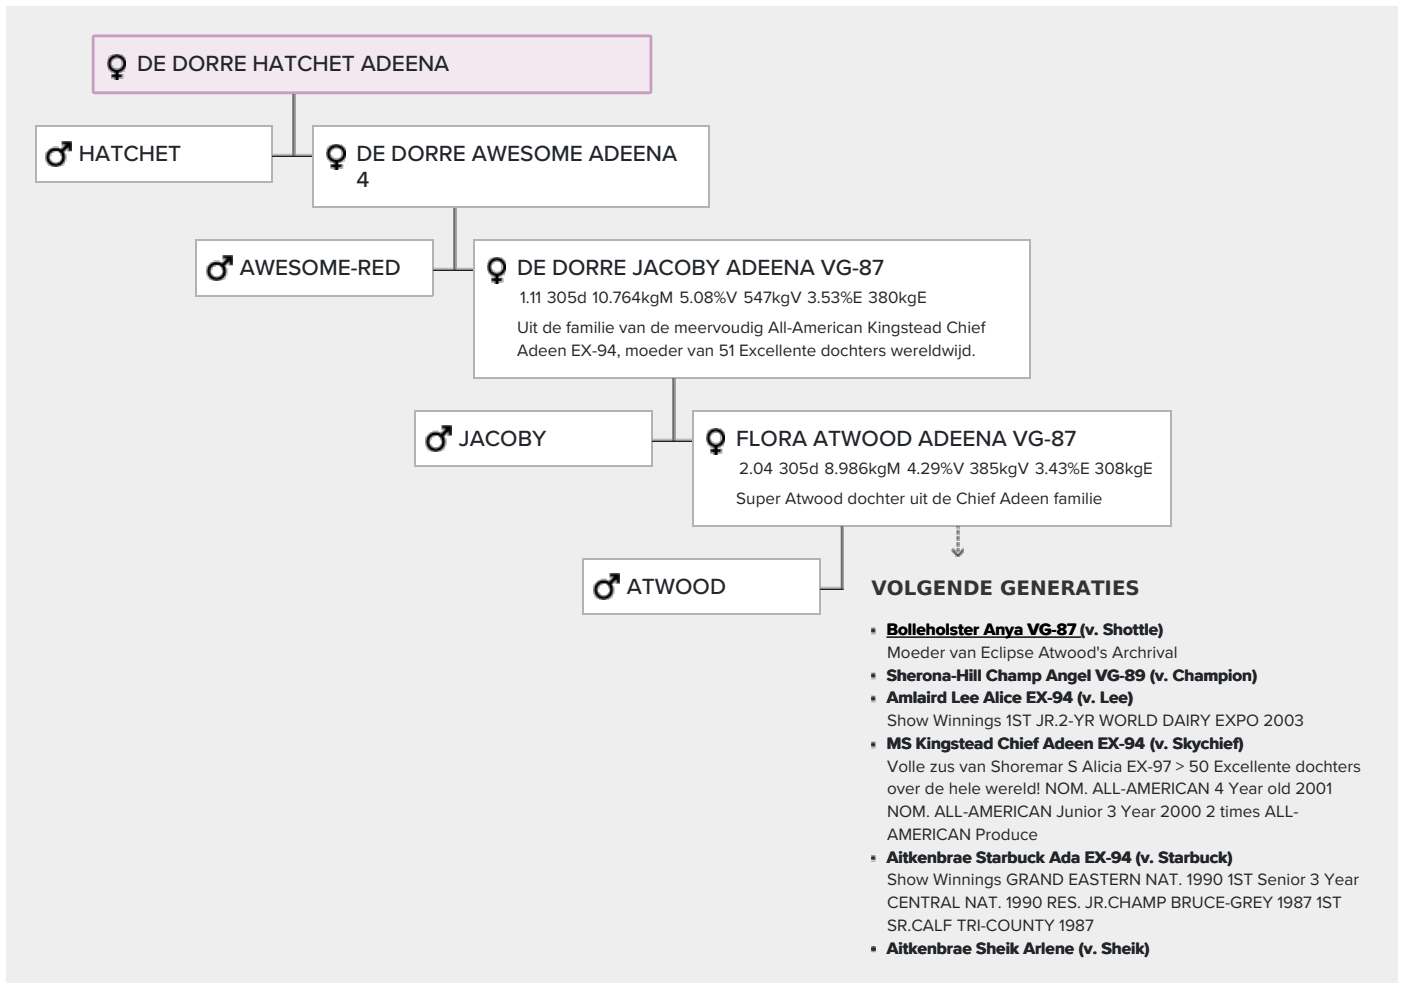 DE DORRE HATCHET ADEENA
HATCHET
DE DORRE AWESOME ADEENA
4
AWESOME-RED
DE DORRE JACOBY ADEENA VG-87
1.11 305d 10.764kgM 5.08%V 547kgV 3.53%E 380kgE
Uit de familie van de meervoudig All-American Kingstead Chief
Adeen EX-94, moeder van 51 Excellente dochters wereldwijd.
JACOBY
FLORA ATWOOD ADEENA VG-87
2.04 305d 8.986kgM 4.29%V 385kgV 3.43%E 308kgE
Super Atwood dochter uit de Chief Adeen familie
ATWOOD
VOLGENDE GENERATIES
Bolleholster Anya VG-87 (v. Shottle)
Moeder van Eclipse Atwood's Archrival
Sherona-Hill Champ Angel VG-89 (v. Champion)
Amlaird Lee Alice EX-94 (v. Lee)
Show Winnings 1ST JR.2-YR WORLD DAIRY EXPO 2003
MS Kingstead Chief Adeen EX-94 (v. Skychief)
Volle zus van Shoremar S Alicia EX-97 > 50 Excellente dochters
over de hele wereld! NOM. ALL-AMERICAN 4 Year old 2001
NOM. ALL-AMERICAN Junior 3 Year 2000 2 times ALL-
AMERICAN Produce
Aitkenbrae Starbuck Ada EX-94 (v. Starbuck)
Show Winnings GRAND EASTERN NAT. 1990 1ST Senior 3 Year
CENTRAL NAT. 1990 RES. JR.CHAMP BRUCE-GREY 1987 1ST
SR.CALF TRI-COUNTY 1987
Aitkenbrae Sheik Arlene (v. Sheik)